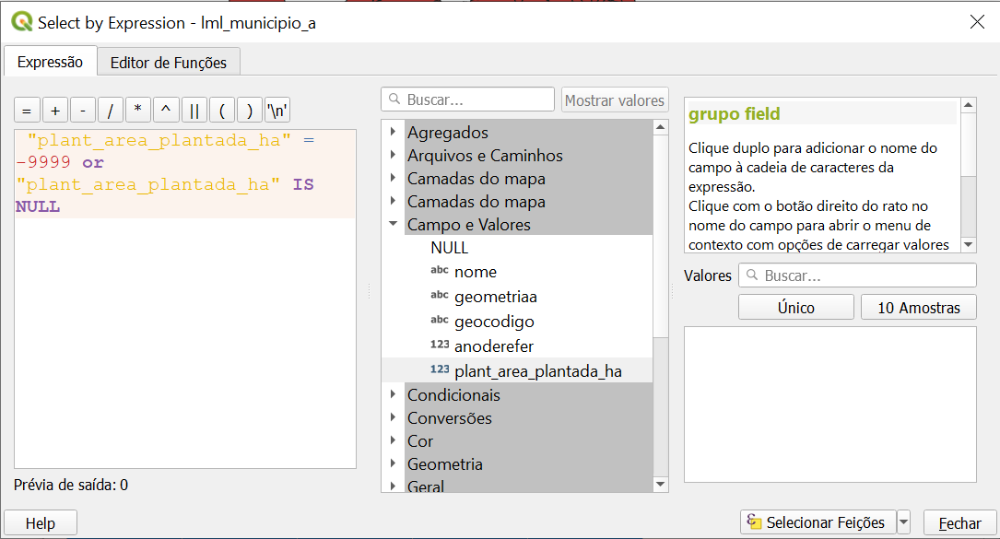 Select by Expression - lml_municipio_a
Expressão
Editor de Funções
= + - / * ^ || ( ) '\n'
"plant_area_plantada_ha" =
-9999 or
"plant_area_plantada_ha" IS
NULL
Prévia de saída: 0
Buscar...
Mostrar valores
Agregados
Arquivos e Caminhos
Camadas do mapa
Camadas do mapa
Campo e Valores
NULL
abc nome
abc geometriaa
abc geocodigo
123 anoderefer
123 plant_area_plantada_ha
Condicionais
Conversões
Cor
Geometria
Geral
grupo field
Clique duplo para adicionar o nome do
campo à cadeia de caracteres da
expressão.
Clique com o botão direito do rato no
nome do campo para abrir o menu de
contexto com opções de carregar valores
Valores
Buscar...
Único
10 Amostras
Help
Selecionar Feições
Fechar